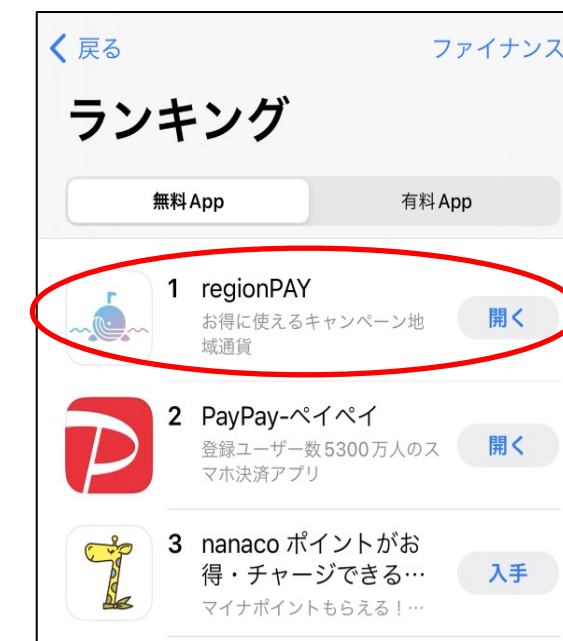 戻る
ファイナンス
ランキング
無料App
有料App
1 regionPAY
お得に使えるキャンペーン地
域通貨
開く
2 PayPay-ペイペイ
登録ユーザー数5300万人のス
マホ決済アプリ
開く
3 nanaco ポイントがお
得・チャージできる…
マイナポイントもらえる！…
入手